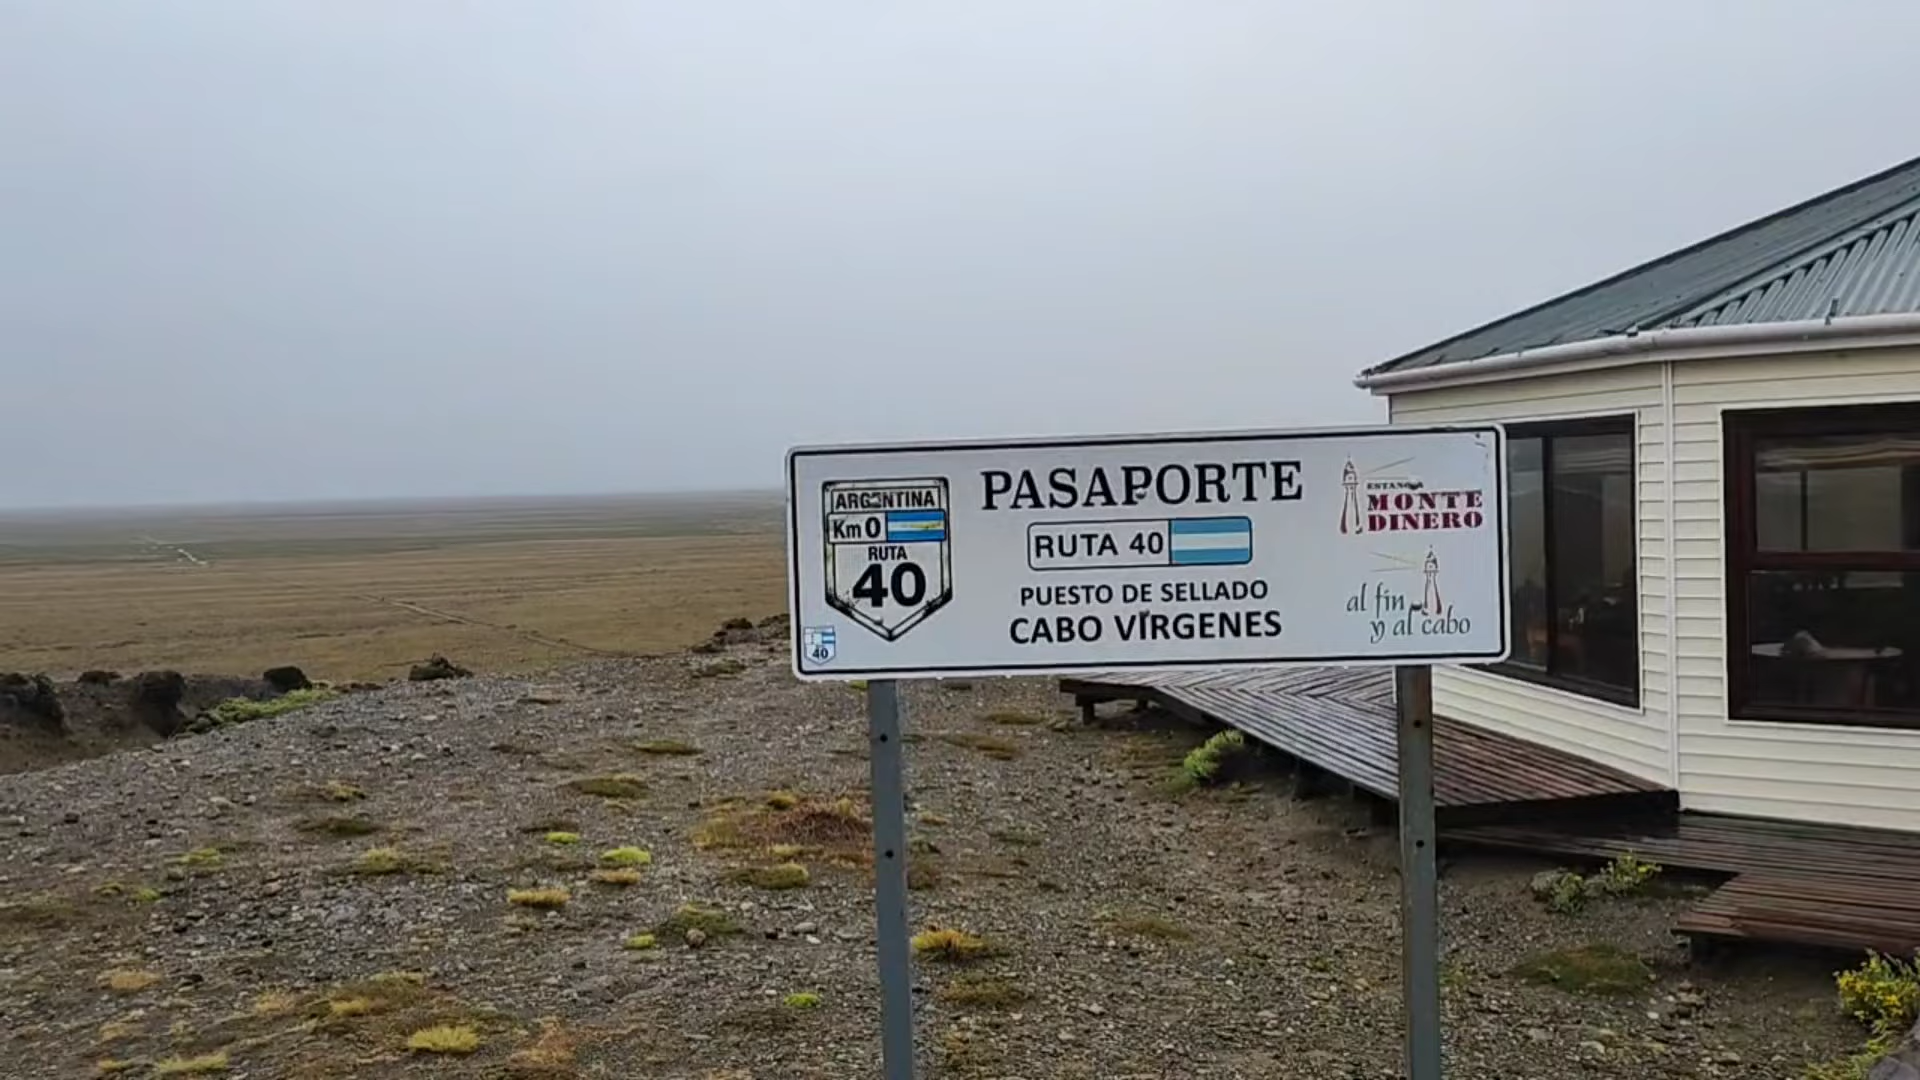 ARGENTINA
Km 0
RUTA
40
40
PASAPORTE
RUTA 40
PUESTO DE SELLADO
CABO VÍRGENES
ESTANCIA
MONTE
DINERO
al fin
y al cabo